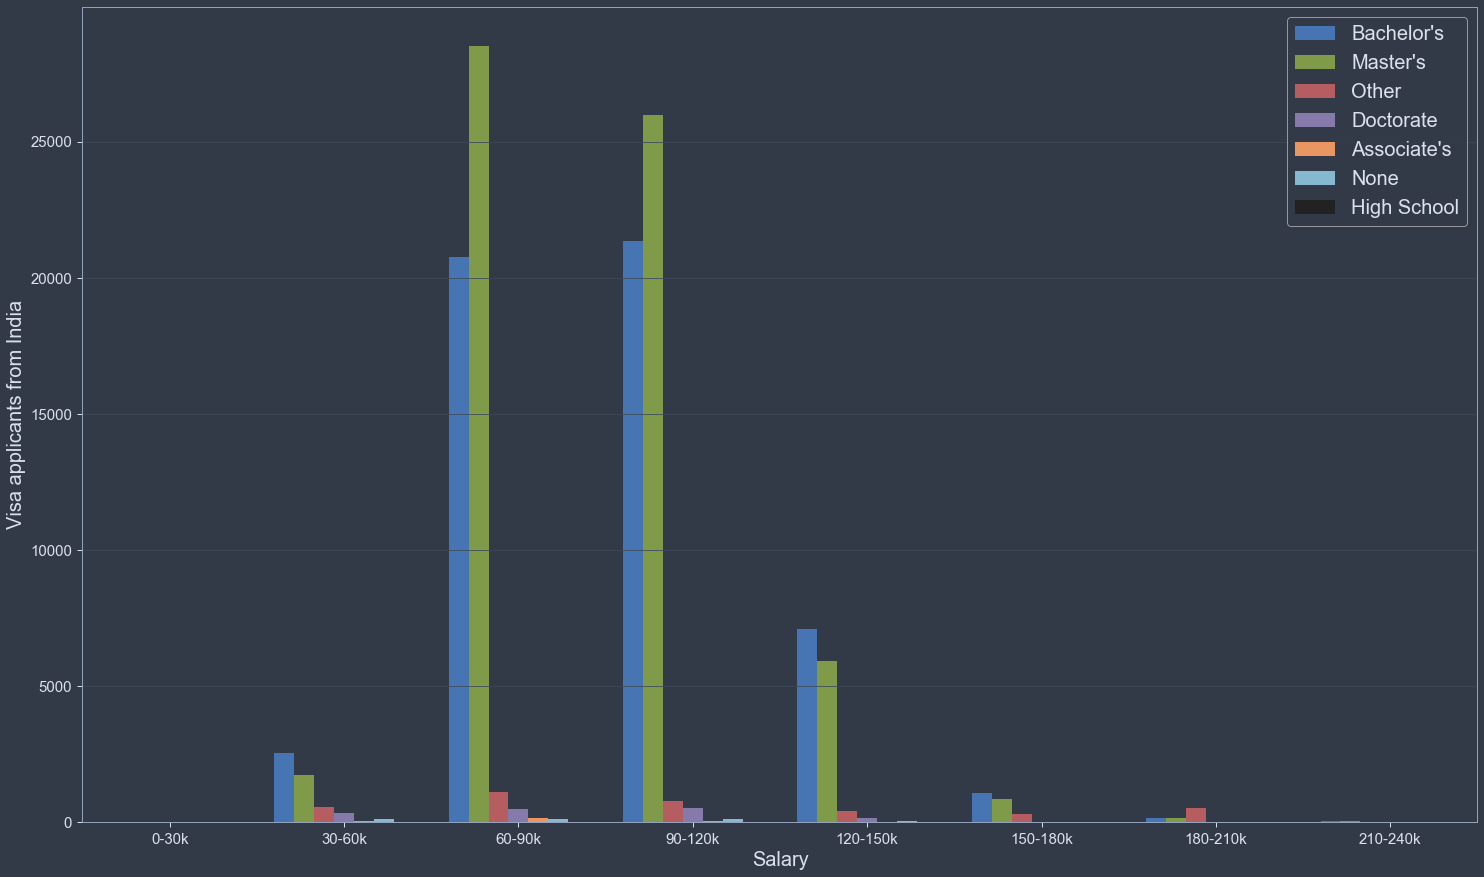 Bachelor's
Master's
Other
Doctorate
Associate's
None
High School
Visa applicants from India
25000
20000
15000
10000
5000
0
0-30k
30-60k
60-90k
90-120k
120-150k
150-180k
180-210k
210-240k
Salary